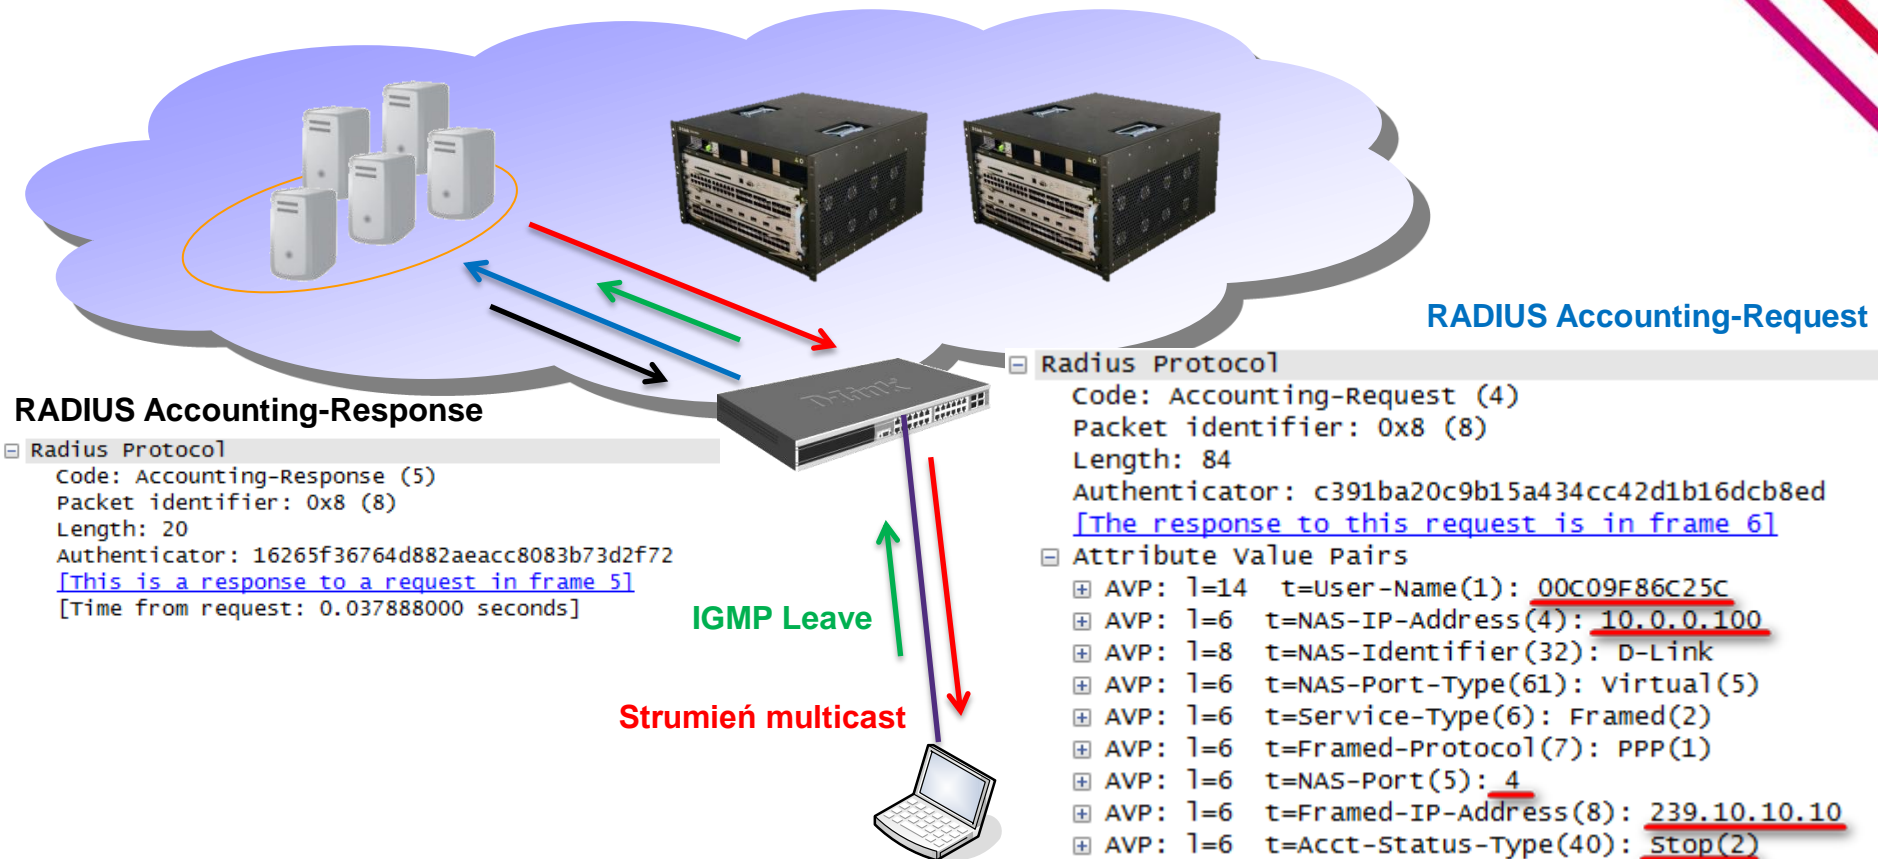 RADIUS Accounting-Request
Radius Protocol
Code: Accounting-Request (4)
Packet identifier: 0x8 (8)
Length: 84
Authenticator: c391ba20c9b15a434cc42d1b16dcb8ed
[The response to this request is in frame 6]
Attribute Value Pairs
AVP: l=14 t=User-Name(1): 00C09F86C25C
AVP: l=6 t=NAS-IP-Address(4): 10.0.0.100
AVP: l=8 t=NAS-Identifier(32): D-Link
AVP: l=6 t=NAS-Port-Type(61): Virtual(5)
AVP: l=6 t=Service-Type(6): Framed(2)
AVP: l=6 t=Framed-Protocol(7): PPP(1)
AVP: l=6 t=NAS-Port(5): 4
AVP: l=6 t=Framed-IP-Address(8): 239.10.10.10
AVP: l=6 t=Acct-Status-Type(40): Stop(2)
RADIUS Accounting-Response
Radius Protocol
Code: Accounting-Response (5)
Packet identifier: 0x8 (8)
Length: 20
Authenticator: 16265f36764d882aeacc8083b73d2f72
[This is a response to a request in frame 5]
[Time from request: 0.037888000 seconds]
D-Link
IGMP Leave
Strumień multicast